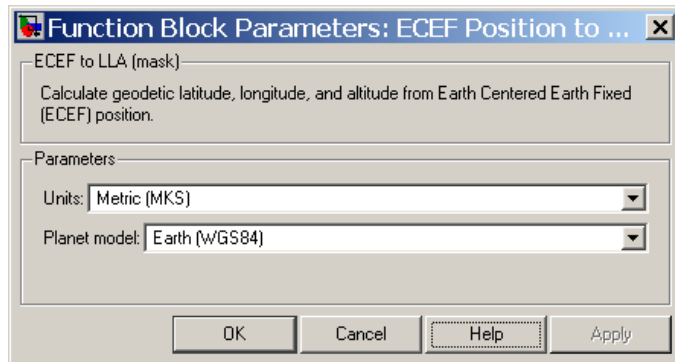 Function Block Parameters: ECEF Position to ...
ECEF to LLA (mask)
Calculate geodetic latitude, longitude, and altitude from Earth Centered Earth Fixed
(ECEF) position.
Parameters
Units: Metric (MKS)
Planet model: Earth (WGS84)
OK Cancel Help Apply